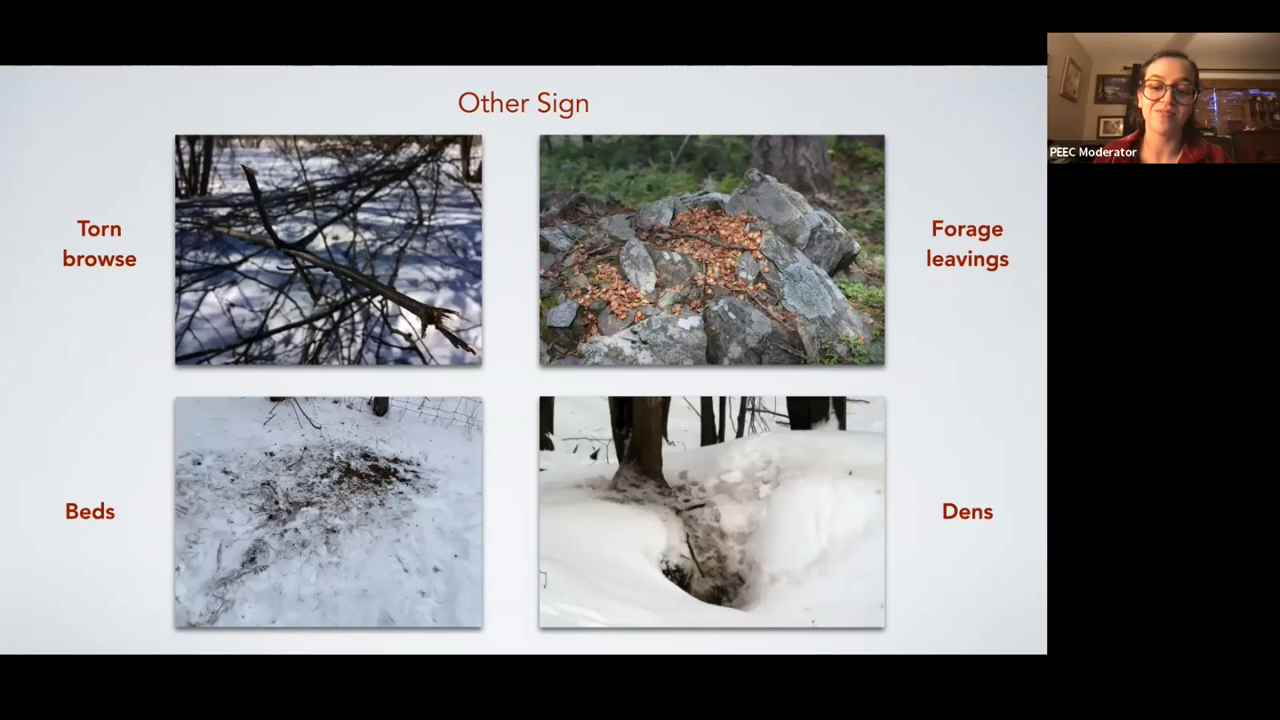 Other Sign
Torn
browse
Forage
leavings
Beds
Dens
PEEC Moderator